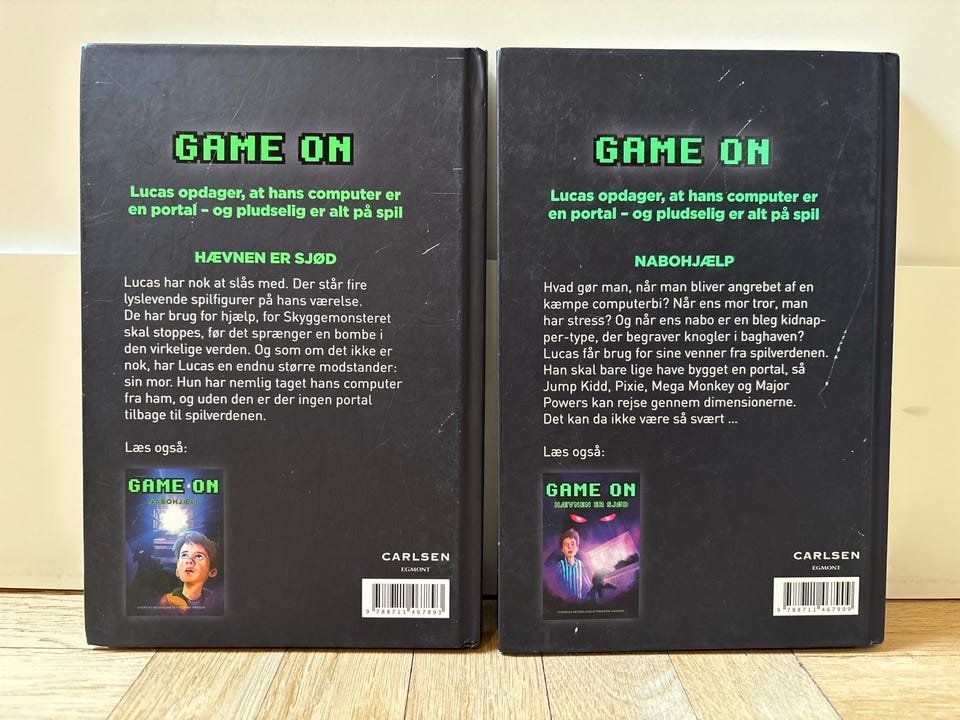 GAME ON
Lucas opdager, at hans computer er
en portal – og pludselig er alt på spil
HÆVNEN ER SJØD
Lucas har nok at slås med. Der står fire
lyslevende spilfigurer på hans værelse.
De har brug for hjælp, for Skyggemonsteret
skal stoppes, før det sprænger en bombe i
den virkelige verden. Og som om det ikke er
nok, har Lucas en endnu større modstander:
sin mor. Hun har nemlig taget hans computer
fra ham, og uden den er der ingen portal
tilbage til spilverdenen.
Læs også:
GAME ON
NABOHJÆLP
CARLSEN
EGMONT
9 788711 467893
GAME ON
Lucas opdager, at hans computer er
en portal – og pludselig er alt på spil
NABOHJÆLP
Hvad gør man, når man bliver angrebet af en
kæmpe computerbi? Når ens mor tror, man
har stress? Og når ens nabo er en bleg kidnap-
per-type, der begraver knogler i baghaven?
Lucas får brug for sine venner fra spilverdenen.
Han skal bare lige have bygget en portal, så
Jump Kidd, Pixie, Mega Monkey og Major
Powers kan rejse gennem dimensionerne.
Det kan da ikke være så svært ...
Læs også:
GAME ON
HÆVNEN ER SJØD
CARLSEN
EGMONT
9 788711 467909